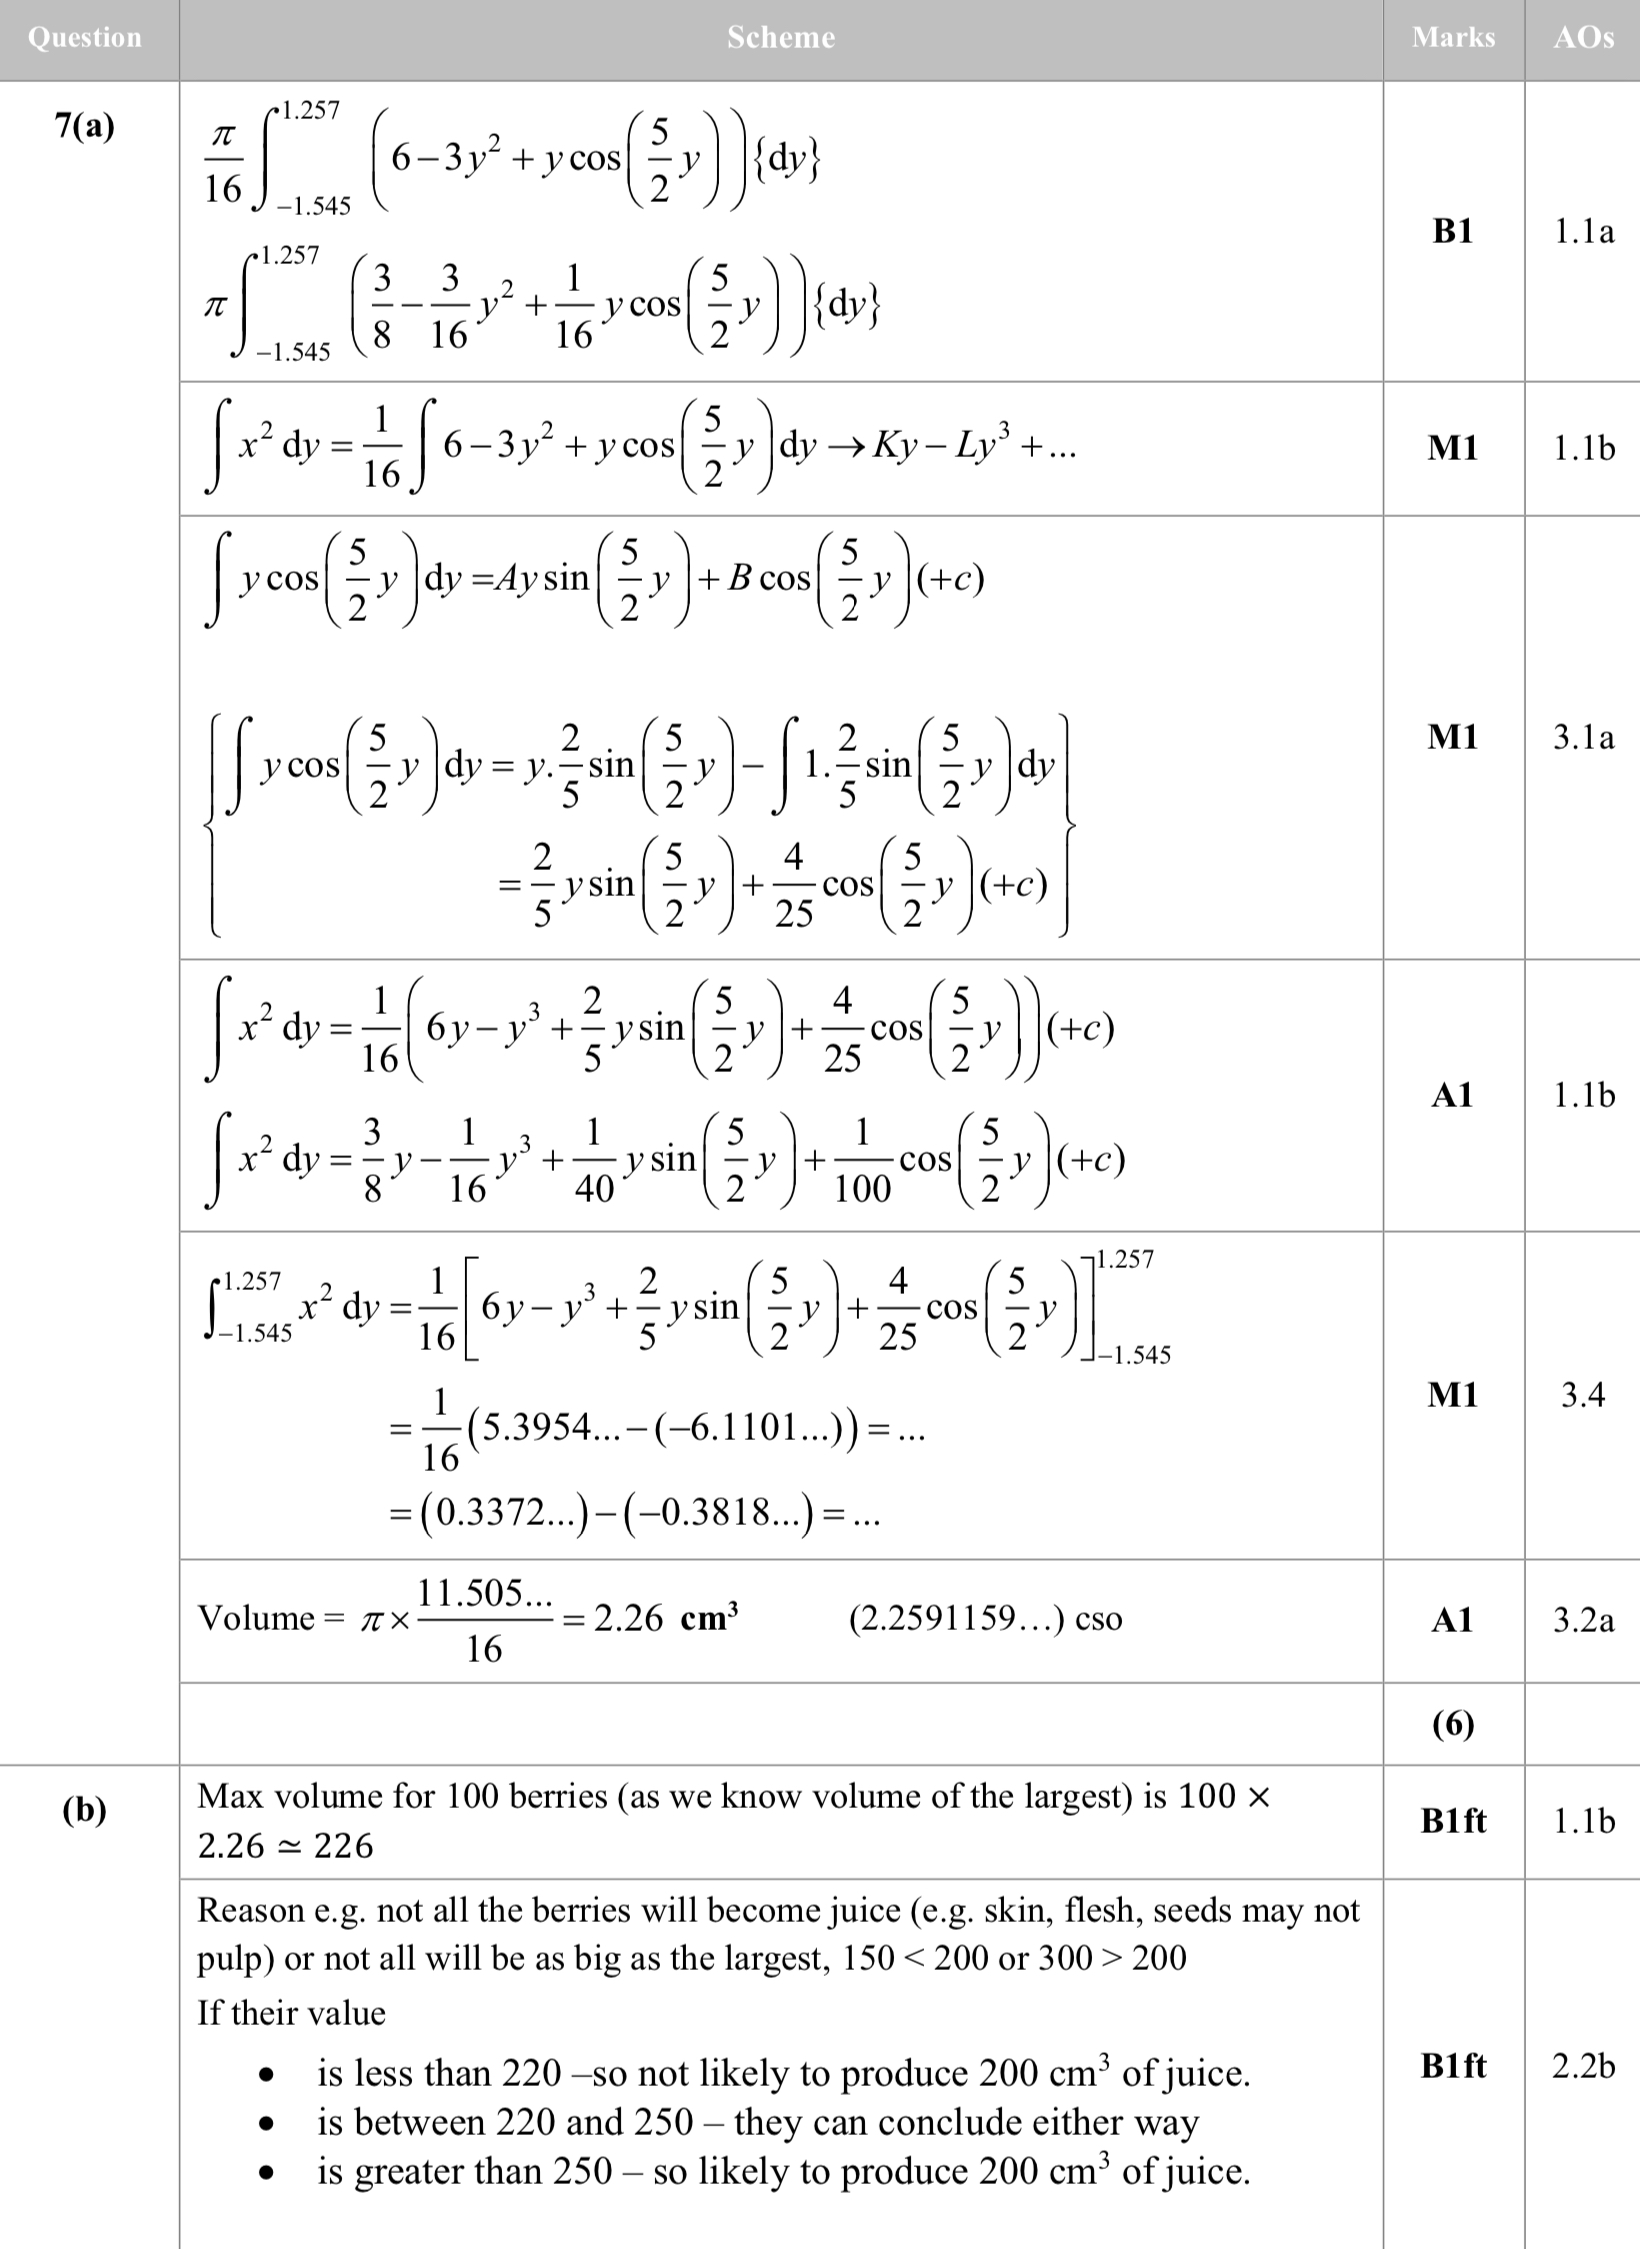 Question Scheme Marks AOs
7(a) $\frac{\pi}{16}\int_{-1.545}^{1.257}\left(6-3y^2+y\cos\left(\frac{5}{2}y\right)\right)\{dy\}$
$\pi\int_{-1.545}^{1.257}\left(\frac{3}{8}-\frac{3}{16}y^2+\frac{1}{16}y\cos\left(\frac{5}{2}y\right)\right)\{dy\}$ B1 1.1a
$\int x^2\,dy=\frac{1}{16}\int 6-3y^2+y\cos\left(\frac{5}{2}y\right)dy\to Ky-Ly^3+...$ M1 1.1b
$\int y\cos\left(\frac{5}{2}y\right)dy=Ay\sin\left(\frac{5}{2}y\right)+B\cos\left(\frac{5}{2}y\right)(+c)$
$\{\int y\cos\left(\frac{5}{2}y\right)dy=y.\frac{2}{5}\sin\left(\frac{5}{2}y\right)-\int 1.\frac{2}{5}\sin\left(\frac{5}{2}y\right)dy$ M1 3.1a
$=\frac{2}{5}y\sin\left(\frac{5}{2}y\right)+\frac{4}{25}\cos\left(\frac{5}{2}y\right)(+c)\}$
$\int x^2\,dy=\frac{1}{16}\left(6y-y^3+\frac{2}{5}y\sin\left(\frac{5}{2}y\right)+\frac{4}{25}\cos\left(\frac{5}{2}y\right)\right)(+c)$
$\int x^2\,dy=\frac{3}{8}y-\frac{1}{16}y^3+\frac{1}{40}y\sin\left(\frac{5}{2}y\right)+\frac{1}{100}\cos\left(\frac{5}{2}y\right)(+c)$ A1 1.1b
$\int_{-1.545}^{1.257}x^2\,dy=\frac{1}{16}\left[6y-y^3+\frac{2}{5}y\sin\left(\frac{5}{2}y\right)+\frac{4}{25}\cos\left(\frac{5}{2}y\right)\right]_{-1.545}^{1.257}$
$=\frac{1}{16}(5.3954...-(-6.1101...))=...$ M1 3.4
$=(0.3372...)-(-0.3818...)=...$
Volume = $\pi\times\frac{11.505...}{16}=2.26$ cm³ (2.2591159…) cso A1 3.2a
(6)
(b) Max volume for 100 berries (as we know volume of the largest) is 100 ×
2.26 ≃ 226 B1ft 1.1b
Reason e.g. not all the berries will become juice (e.g. skin, flesh, seeds may not
pulp) or not all will be as big as the largest, 150 < 200 or 300 > 200
If their value
• is less than 220 –so not likely to produce 200 cm³ of juice. B1ft 2.2b
• is between 220 and 250 – they can conclude either way
• is greater than 250 – so likely to produce 200 cm³ of juice.